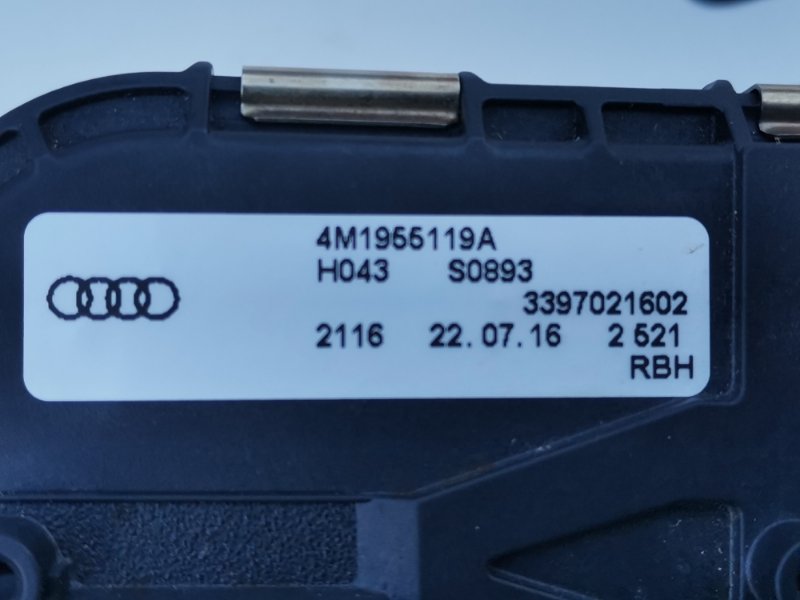 4M1955119A
H043 S0893
3397021602
2116 22.07.16 2 521
RBH